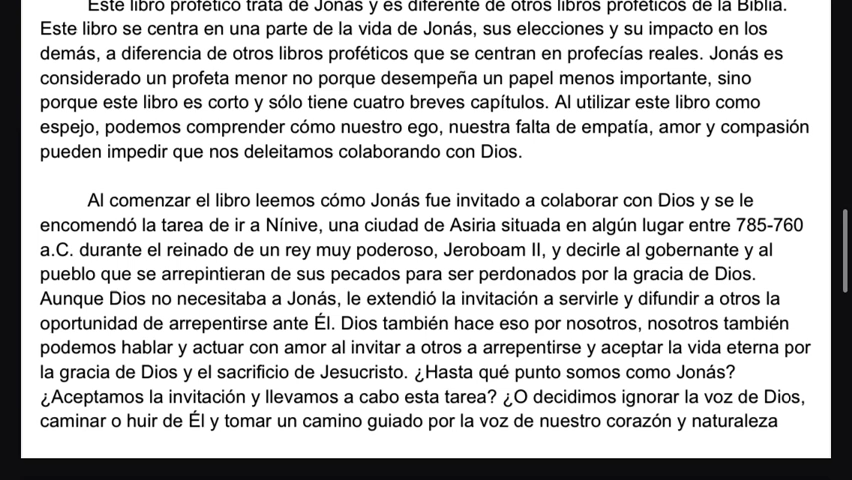 Este libro profético trata de Jonás y es diferente de otros libros proféticos de la Biblia.
Este libro se centra en una parte de la vida de Jonás, sus elecciones y su impacto en los
demás, a diferencia de otros libros proféticos que se centran en profecías reales. Jonás es
considerado un profeta menor no porque desempeña un papel menos importante, sino
porque este libro es corto y sólo tiene cuatro breves capítulos. Al utilizar este libro como
espejo, podemos comprender cómo nuestro ego, nuestra falta de empatía, amor y compasión
pueden impedir que nos deleitamos colaborando con Dios.
Al comenzar el libro leemos cómo Jonás fue invitado a colaborar con Dios y se le
encomendó la tarea de ir a Nínive, una ciudad de Asiria situada en algún lugar entre 785-760
a.C. durante el reinado de un rey muy poderoso, Jeroboam II, y decirle al gobernante y al
pueblo que se arrepintieran de sus pecados para ser perdonados por la gracia de Dios.
Aunque Dios no necesitaba a Jonás, le extendió la invitación a servirle y difundir a otros la
oportunidad de arrepentirse ante Él. Dios también hace eso por nosotros, nosotros también
podemos hablar y actuar con amor al invitar a otros a arrepentirse y aceptar la vida eterna por
la gracia de Dios y el sacrificio de Jesucristo. ¿Hasta qué punto somos como Jonás?
¿Aceptamos la invitación y llevamos a cabo esta tarea? ¿O decidimos ignorar la voz de Dios,
caminar o huir de Él y tomar un camino guiado por la voz de nuestro corazón y naturaleza